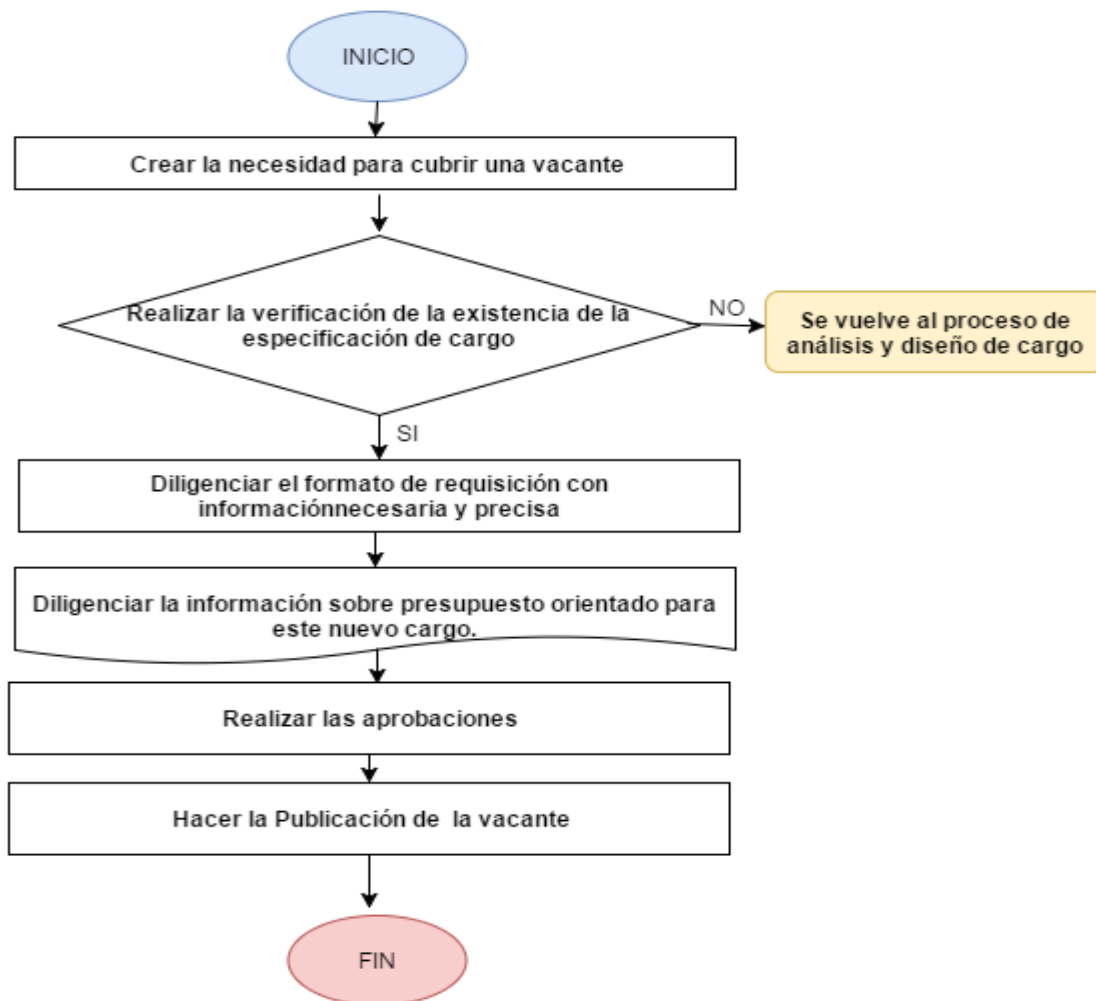 INICIO
Crear la necesidad para cubrir una vacante
Realizar la verificación de la existencia de la
especificación de cargo
NO
Se vuelve al proceso de
análisis y diseño de cargo
SI
Diligenciar el formato de requisición con
informaciónnecesaria y precisa
Diligenciar la información sobre presupuesto orientado para
este nuevo cargo.
Realizar las aprobaciones
Hacer la Publicación de la vacante
FIN